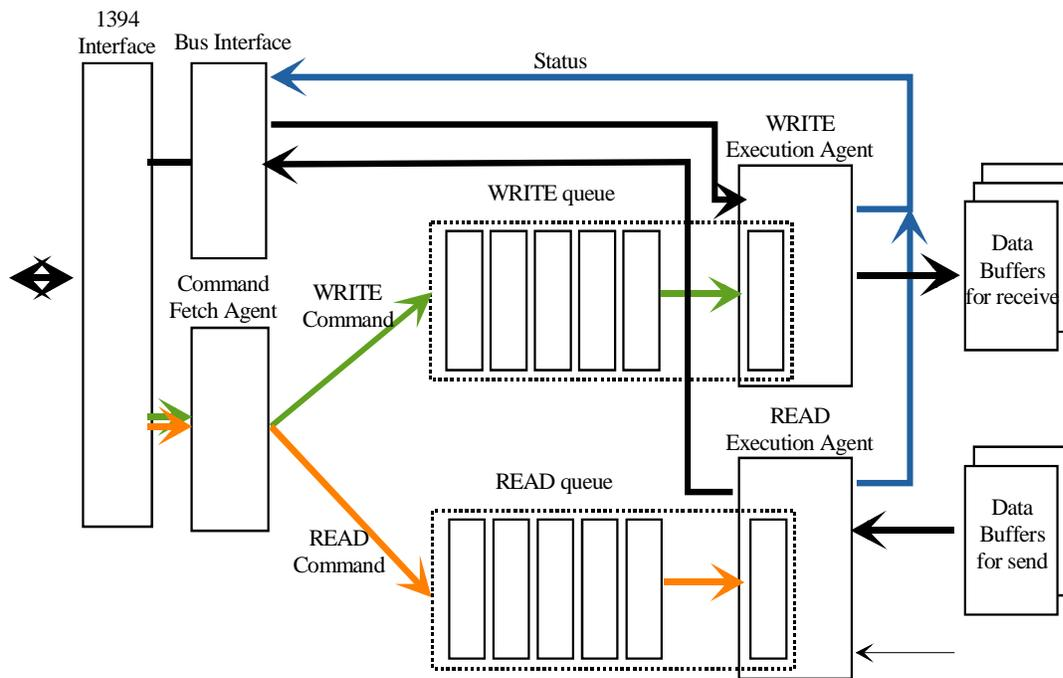 1394
Interface
Bus Interface
Status
WRITE
Execution Agent
WRITE queue
Data
Buffers
for receive
Command
Fetch Agent
WRITE
Command
READ
Execution Agent
READ queue
Data
Buffers
for send
READ
Command